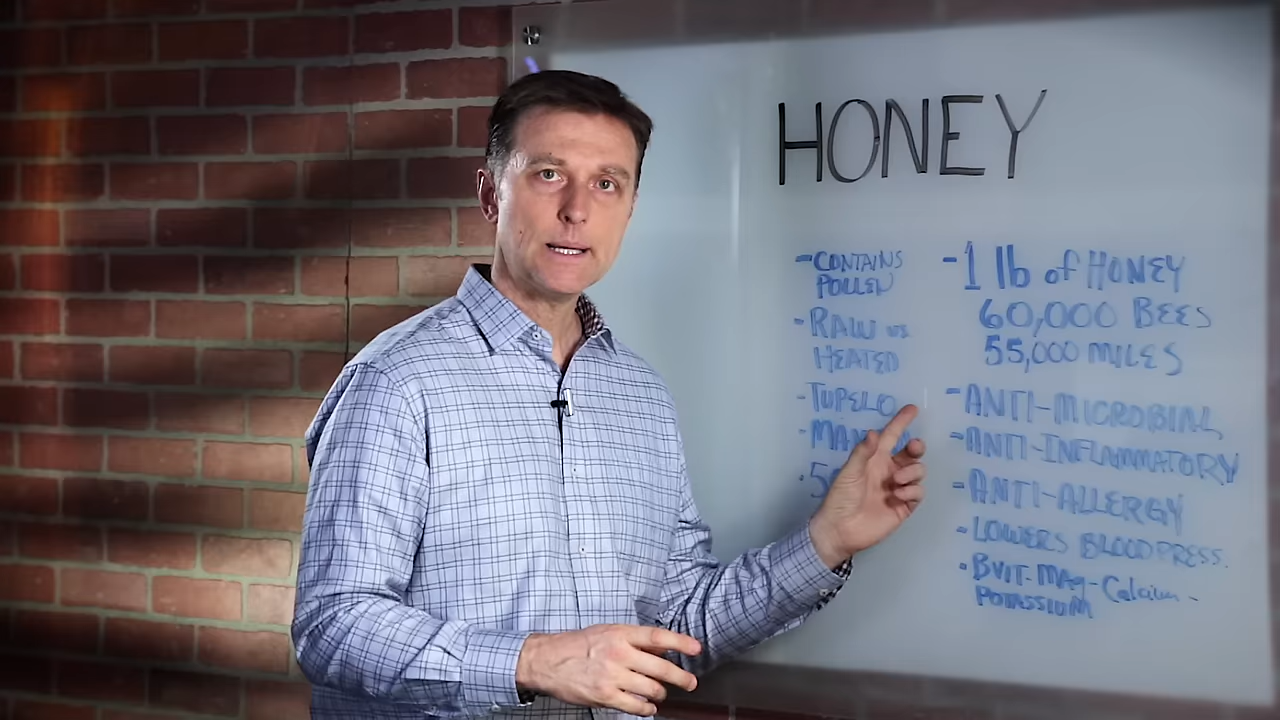 HONEY
-CONTAINS
POLLEN
-RAW vs
HEATED
-TUPELO
-1 lb of HONEY
60,000 BEES
55,000 MILES
-ANTI-MICROBIAL
-ANTI-INFLAMMATORY
-ANTI-ALLERGY
-LOWERS BLOOD PRESS.
•BVIT-MAG-Calcium-
POTASSIUM